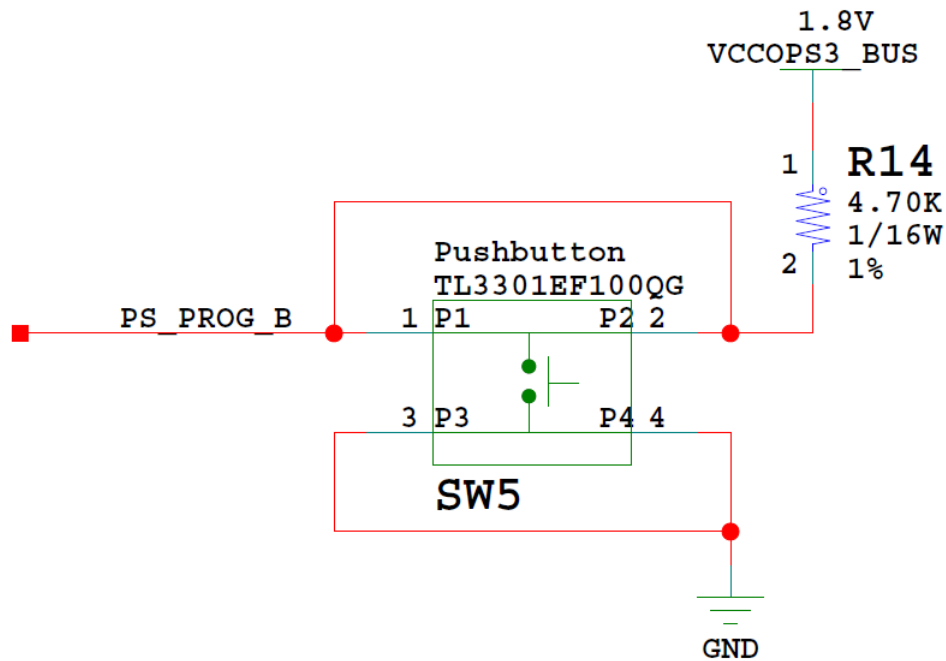 1.8V
VCCOPS3_BUS
1
R14
4.70K
1/16W
2
1%
Pushbutton
TL3301EF100QG
PS_PROG_B
1 P1 P2 2
3 P3 P4 4
SW5
GND